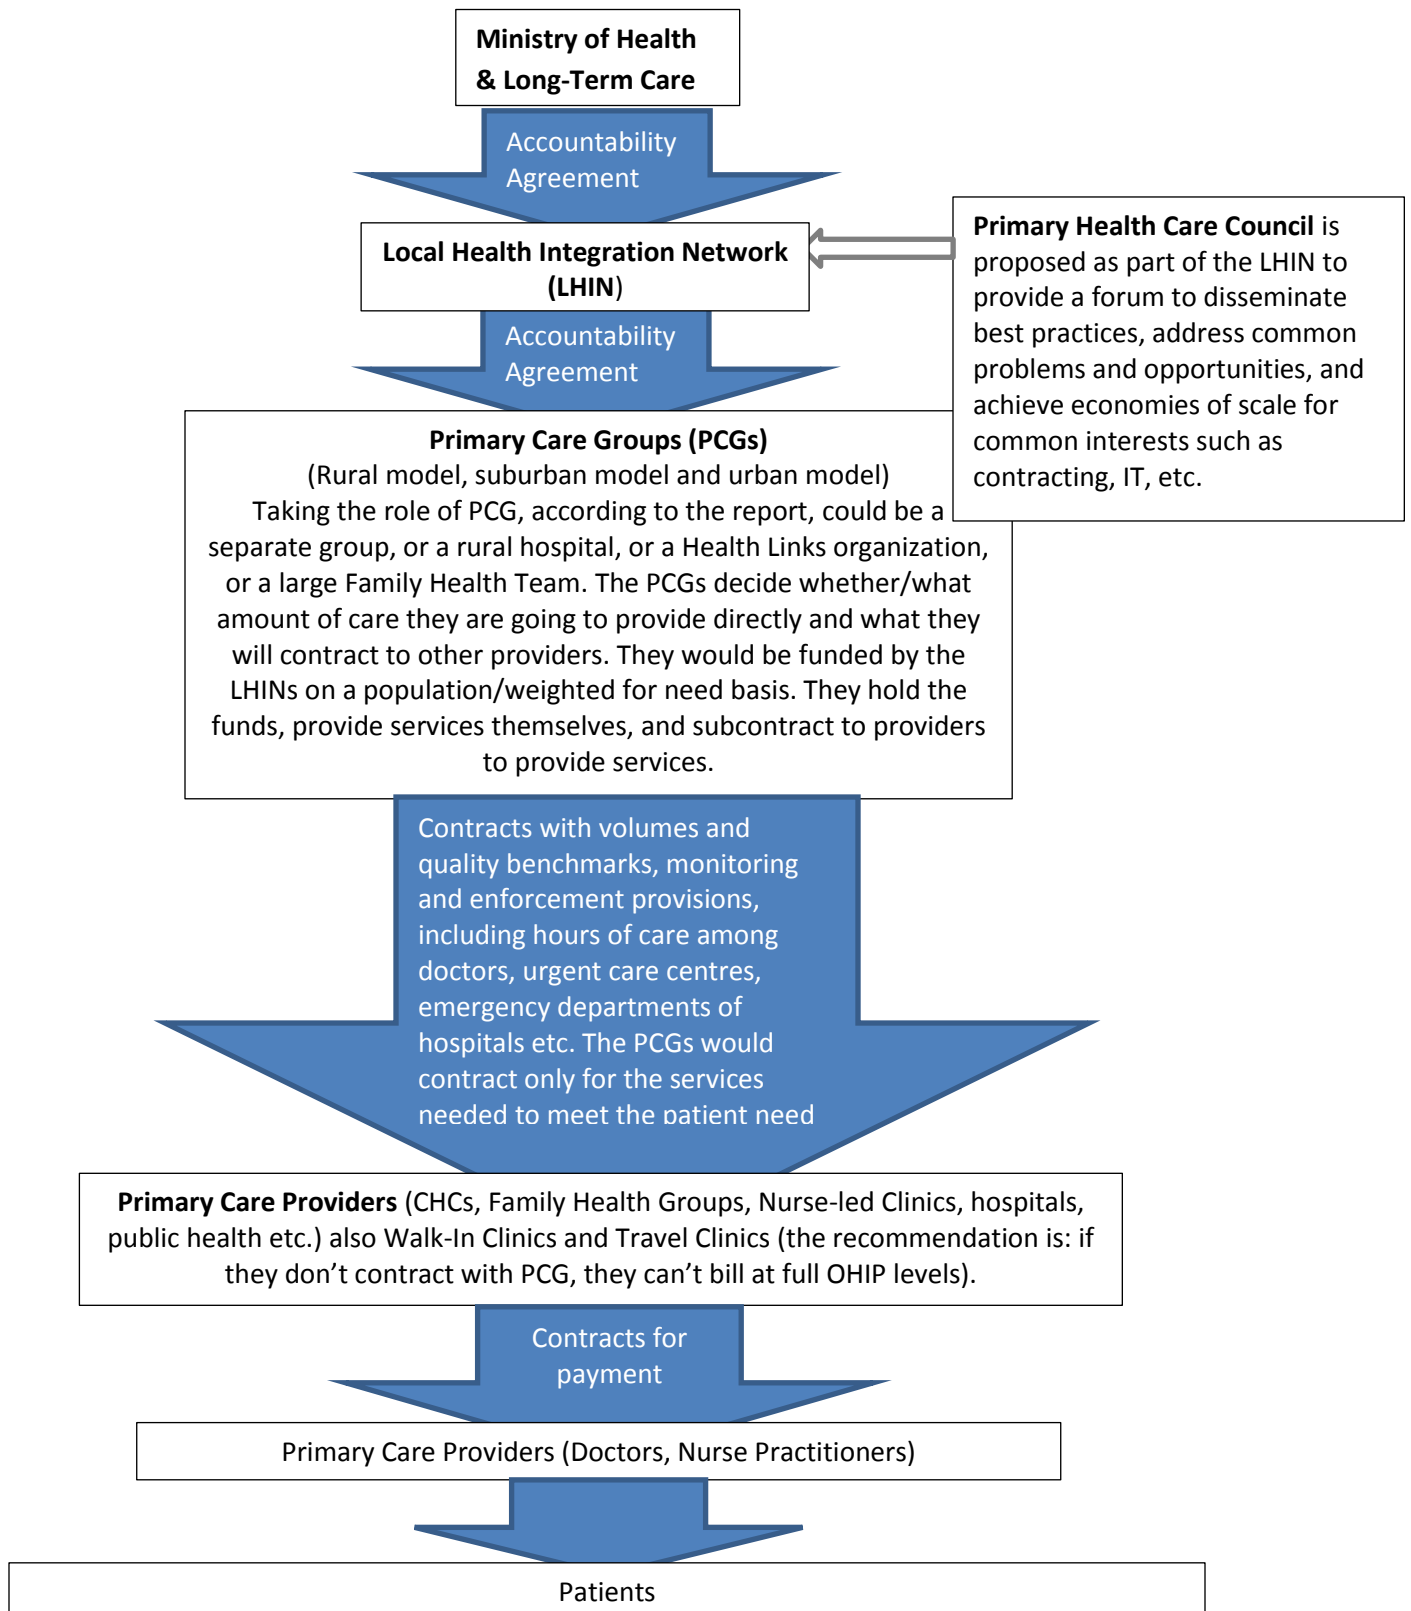 Ministry of Health
& Long-Term Care
Accountability
Agreement
Local Health Integration Network
(LHIN)
Primary Health Care Council is
proposed as part of the LHIN to
provide a forum to disseminate
best practices, address common
problems and opportunities, and
achieve economies of scale for
common interests such as
contracting, IT, etc.
Accountability
Agreement
Primary Care Groups (PCGs)
(Rural model, suburban model and urban model)
Taking the role of PCG, according to the report, could be a
separate group, or a rural hospital, or a Health Links organization,
or a large Family Health Team. The PCGs decide whether/what
amount of care they are going to provide directly and what they
will contract to other providers. They would be funded by the
LHINs on a population/weighted for need basis. They hold the
funds, provide services themselves, and subcontract to providers
to provide services.
Contracts with volumes and
quality benchmarks, monitoring
and enforcement provisions,
including hours of care among
doctors, urgent care centres,
emergency departments of
hospitals etc. The PCGs would
contract only for the services
needed to meet the patient need
Primary Care Providers (CHCs, Family Health Groups, Nurse-led Clinics, hospitals,
public health etc.) also Walk-In Clinics and Travel Clinics (the recommendation is: if
they don’t contract with PCG, they can’t bill at full OHIP levels).
Contracts for
payment
Primary Care Providers (Doctors, Nurse Practitioners)
Patients